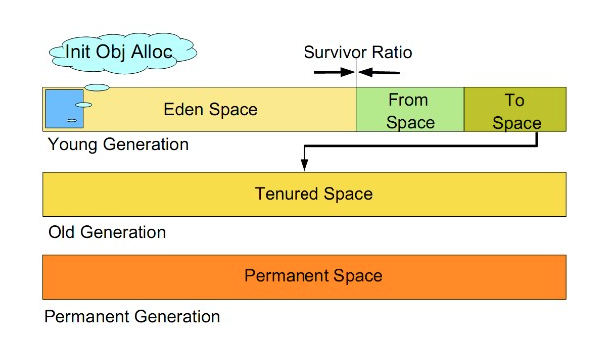 Init Obj Alloc
Survivor Ratio
Eden Space
From
Space
To
Space
Young Generation
Tenured Space
Old Generation
Permanent Space
Permanent Generation